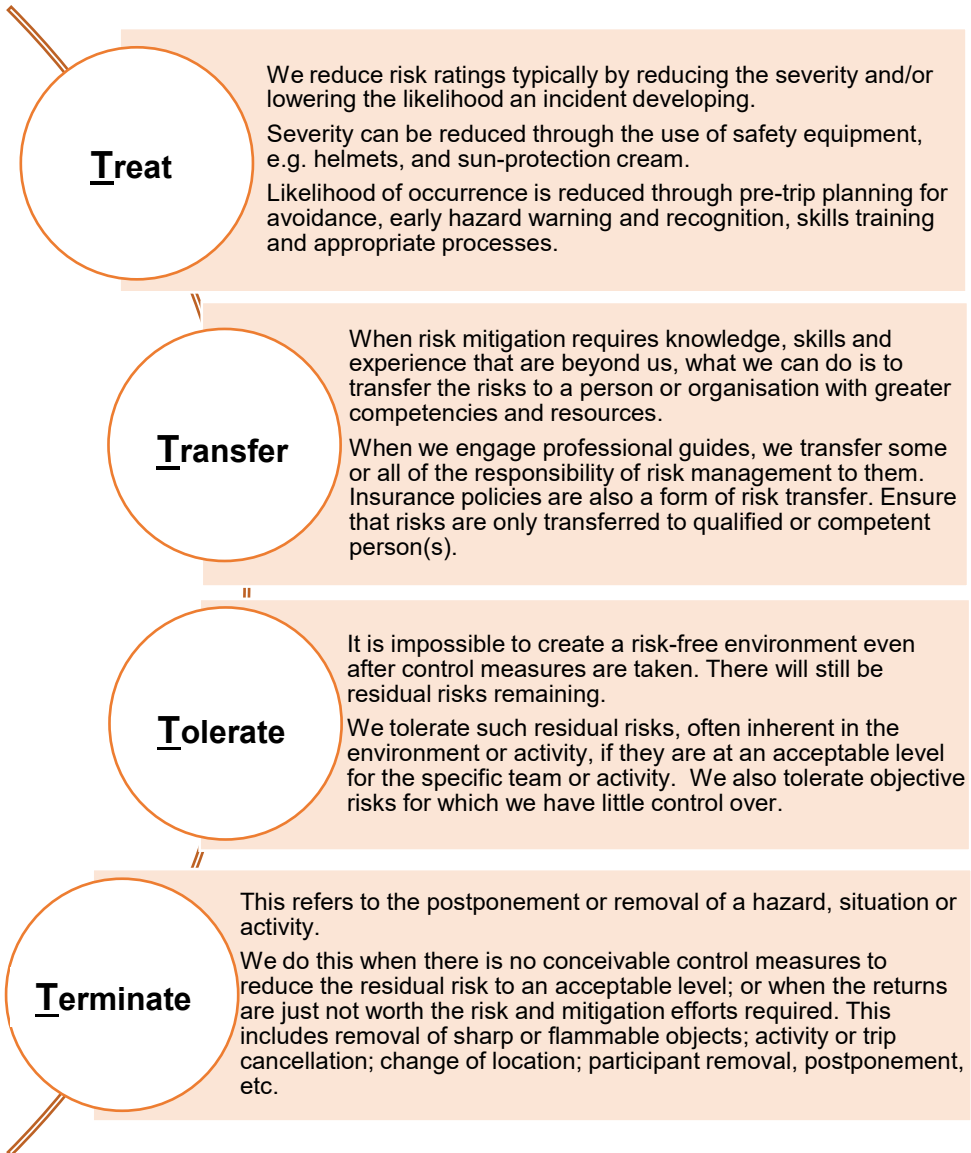 Treat
We reduce risk ratings typically by reducing the severity and/or
lowering the likelihood an incident developing.
Severity can be reduced through the use of safety equipment,
e.g. helmets, and sun-protection cream.
Likelihood of occurrence is reduced through pre-trip planning for
avoidance, early hazard warning and recognition, skills training
and appropriate processes.
Transfer
When risk mitigation requires knowledge, skills and
experience that are beyond us, what we can do is to
transfer the risks to a person or organisation with greater
competencies and resources.
When we engage professional guides, we transfer some
or all of the responsibility of risk management to them.
Insurance policies are also a form of risk transfer. Ensure
that risks are only transferred to qualified or competent
person(s).
Tolerate
It is impossible to create a risk-free environment even
after control measures are taken. There will still be
residual risks remaining.
We tolerate such residual risks, often inherent in the
environment or activity, if they are at an acceptable level
for the specific team or activity.  We also tolerate objective
risks for which we have little control over.
Terminate
This refers to the postponement or removal of a hazard, situation or
activity.
We do this when there is no conceivable control measures to
reduce the residual risk to an acceptable level; or when the returns
are just not worth the risk and mitigation efforts required. This
includes removal of sharp or flammable objects; activity or trip
cancellation; change of location; participant removal, postponement,
etc.